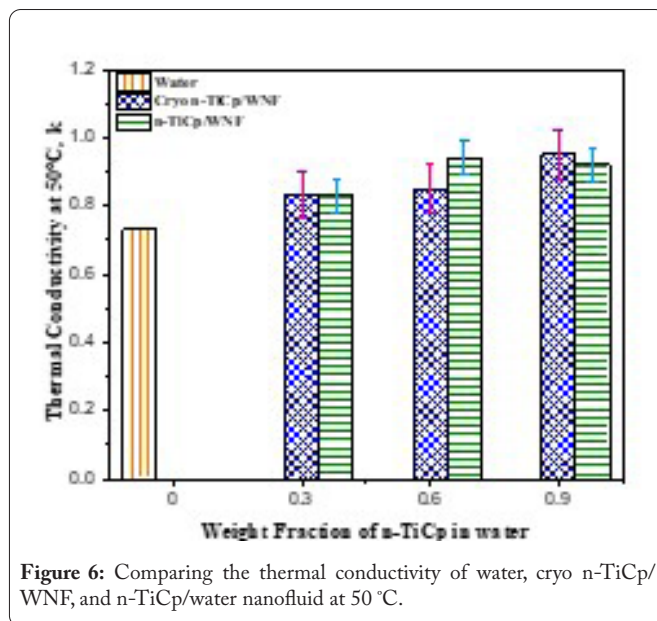 1.2
1.0
0.8
0.6
0.4
0.2
0.0
Thermal Conductivity at 50°C, k
Water
Cryo n-TiCp/WNF
n-TiCp/WNF
0
0.3
0.6
0.9
Weight Fraction of n-TiCp in water
Figure 6: Comparing the thermal conductivity of water, cryo n-TiCp/
WNF, and n-TiCp/water nanofluid at 50 °C.